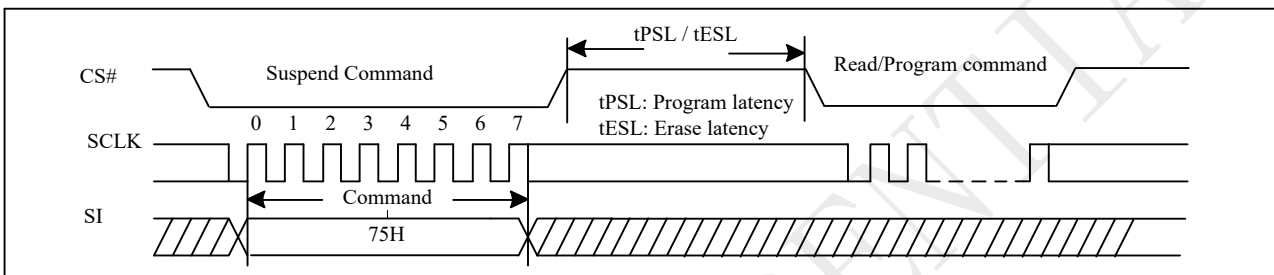 tPSL / tESL
CS#
Suspend Command
Read/Program command
tPSL: Program latency
tESL: Erase latency
0 1 2 3 4 5 6 7
SCLK
Command
SI
75H